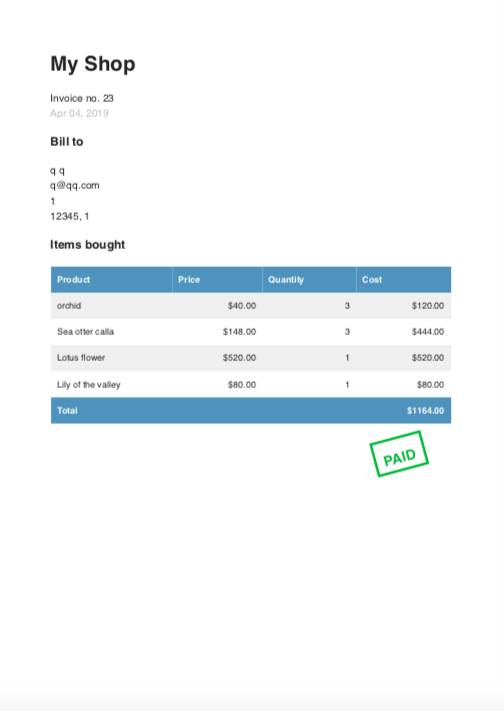 My Shop
Invoice no. 23
Apr 04, 2019
Bill to
q q
q@qq.com
1
12345, 1
Items bought
Product Price Quantity Cost
orchid $40.00 3 $120.00
Sea otter calla $148.00 3 $444.00
Lotus flower $520.00 1 $520.00
Lily of the valley $80.00 1 $80.00
Total $1164.00
PAID